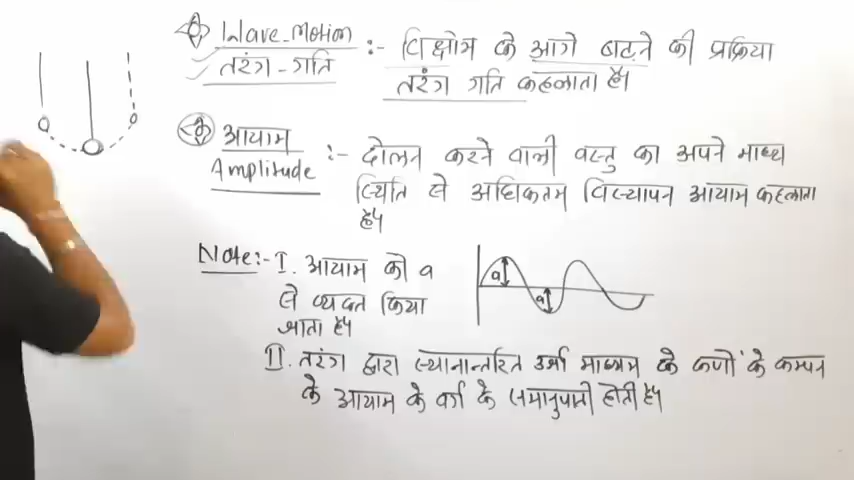 Wave-Motion
तरंग-गति :- विक्षोभ के आगे बढ़ने की प्रक्रिया
तरंग गति कहलाता है।
आयाम
Amplitude :- दोलन करने वाली वस्तु का अपने माध्य
स्थिति से अधिकतम विस्थापन आयाम कहलाता
है।
Note:- I. आयाम को a
से व्यक्त किया
जाता है।
a
a
II. तरंग द्वारा स्थानान्तरित उर्जा माध्यम के कणों के कम्पन
के आयाम के वर्ग के समानुपाती होती है।